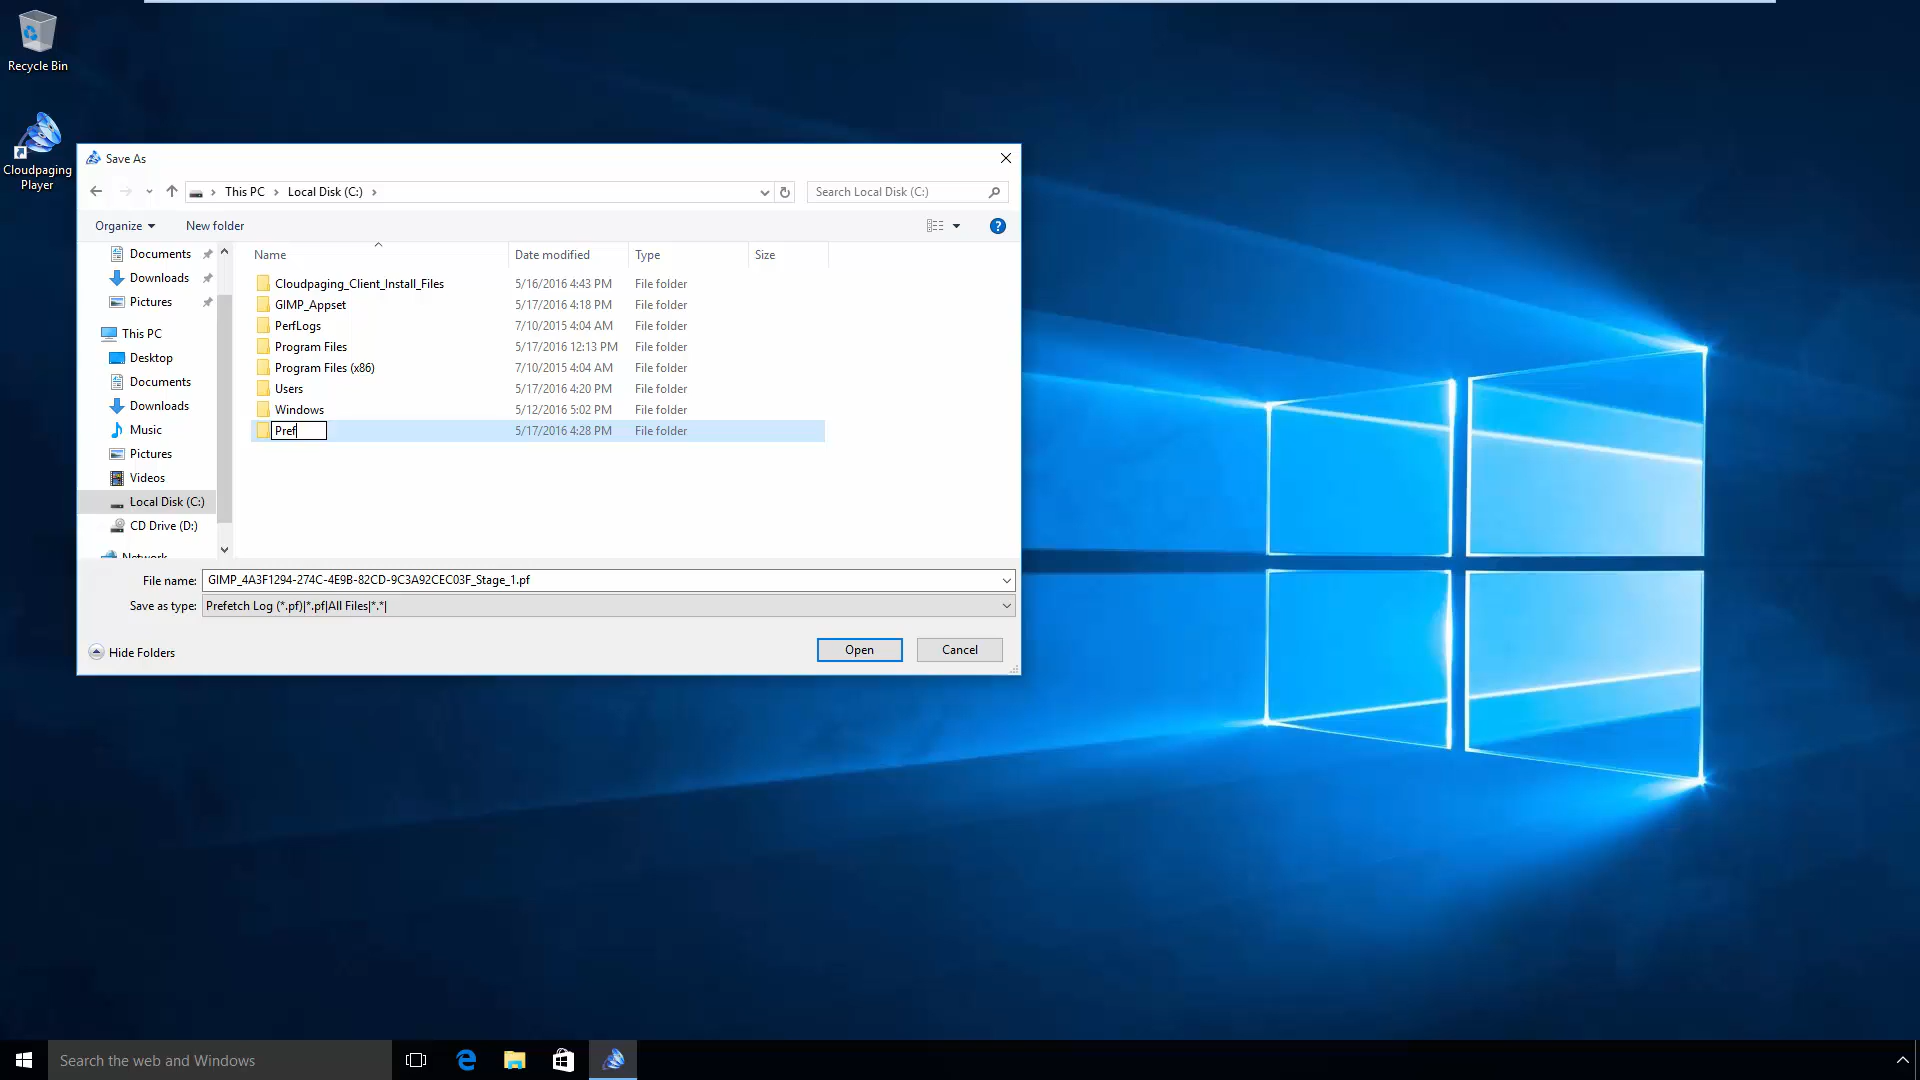 Recycle Bin
Cloudpaging
Player
Save As
This PC
Local Disk (C:)
Search Local Disk (C:)
Organize
New folder
Name
Date modified
Type
Size
Documents
Downloads
Pictures
This PC
Desktop
Documents
Downloads
Music
Pictures
Videos
Local Disk (C:)
CD Drive (D:)
Network
Cloudpaging_Client_Install_Files 5/16/2016 4:43 PM File folder
GIMP_Appset 5/17/2016 4:18 PM File folder
PerfLogs 7/10/2015 4:04 AM File folder
Program Files 5/17/2016 12:13 PM File folder
Program Files (x86) 7/10/2015 4:04 AM File folder
Users 5/17/2016 4:20 PM File folder
Windows 5/12/2016 5:02 PM File folder
Pref 5/17/2016 4:28 PM File folder
File name: GIMP_4A3F1294-274C-4E9B-82CD-9C3A92CEC03F_Stage_1.pf
Save as type: Prefetch Log (*.pf)|*.pf|All Files|*.*|
Hide Folders
Open
Cancel
Search the web and Windows